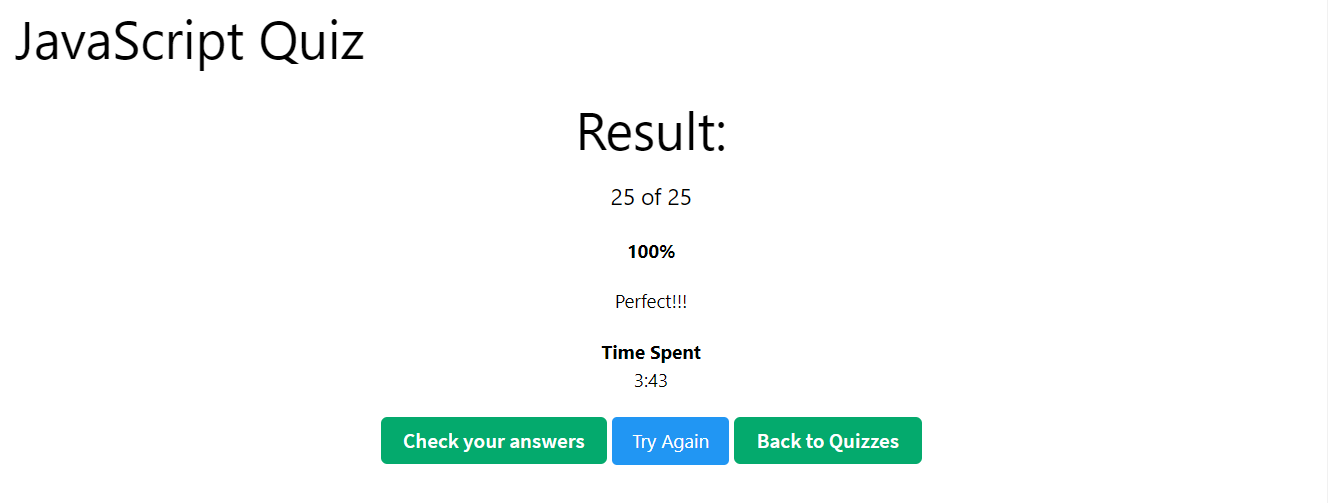 JavaScript Quiz
Result:
25 of 25
100%
Perfect!!!
Time Spent
3:43
Check your answers Try Again Back to Quizzes